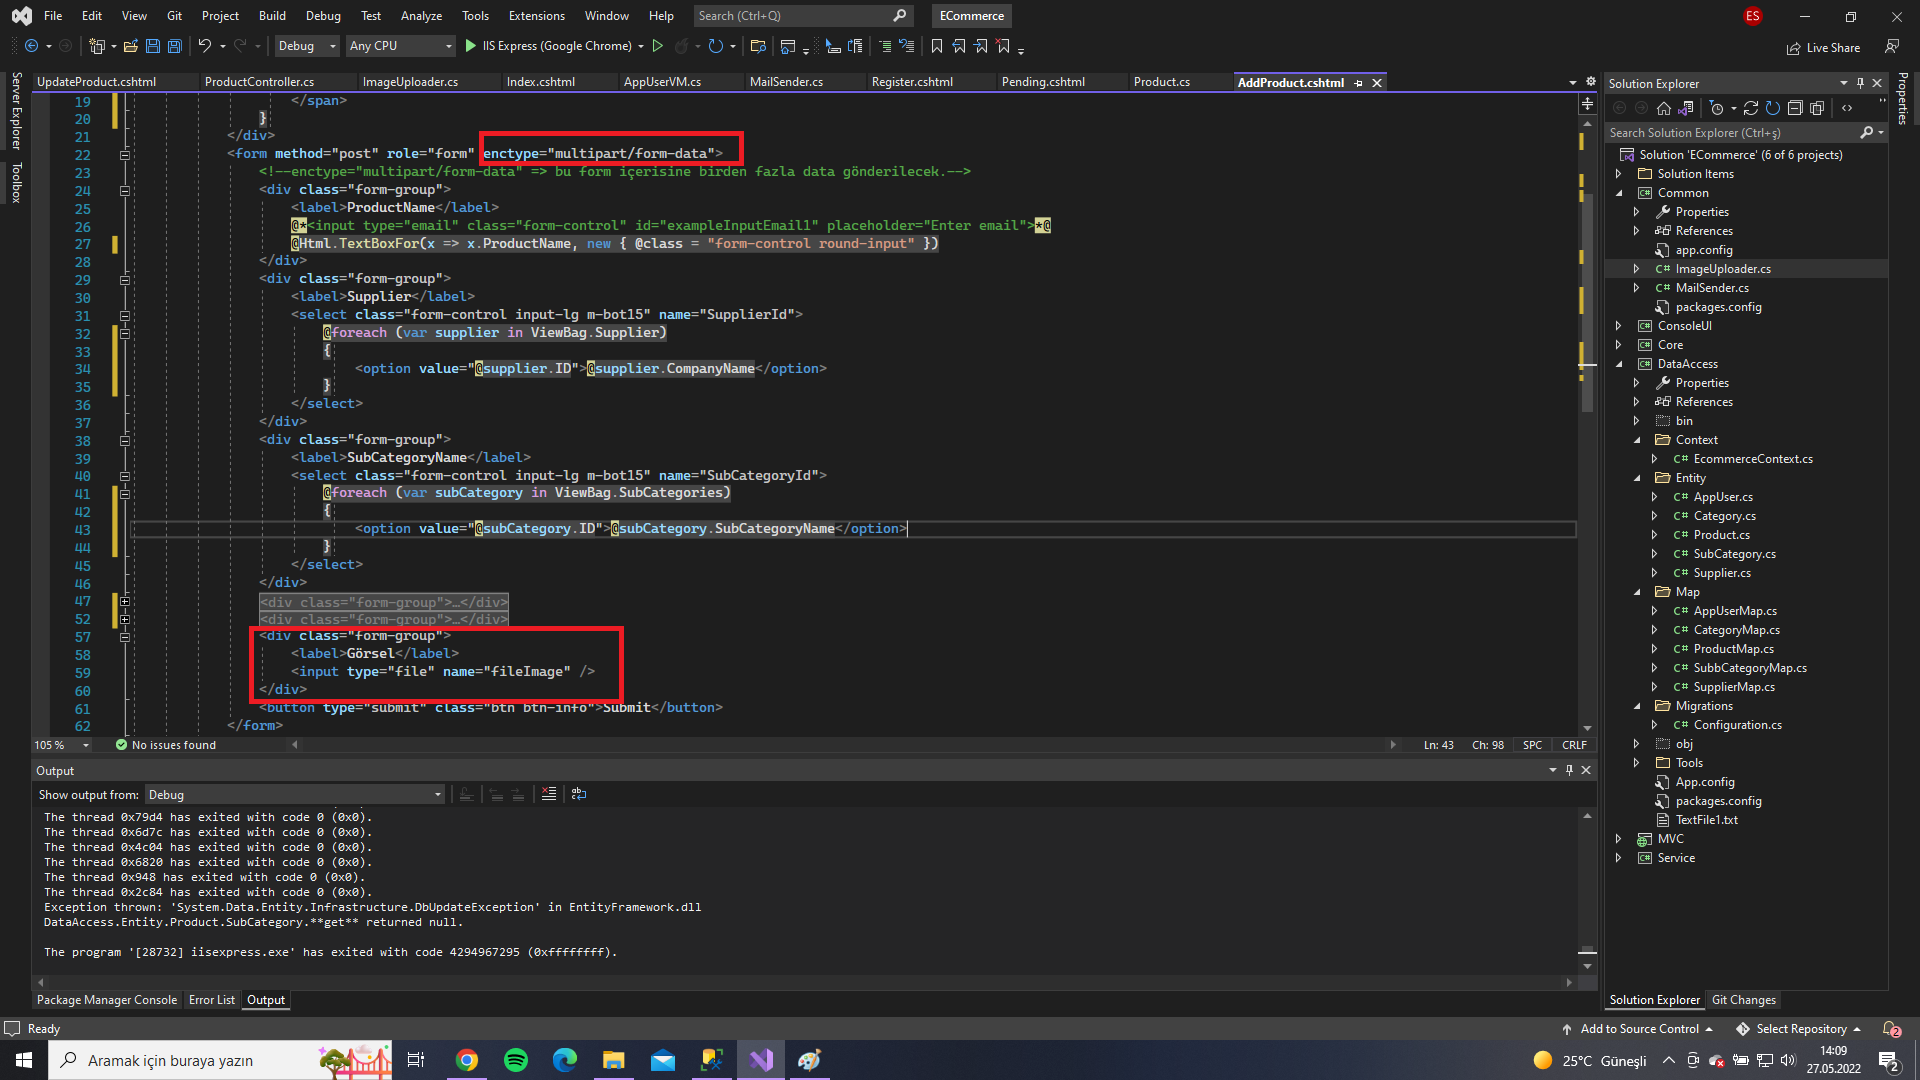 File Edit View Git Project Build Debug Test Analyze Tools Extensions Window Help Search (Ctrl+Q) ECommerce ES
Debug Any CPU IIS Express (Google Chrome) Live Share
Server Explorer
Toolbox
UpdateProduct.cshtml ProductController.cs ImageUploader.cs Index.cshtml AppUserVM.cs MailSender.cs Register.cshtml Pending.cshtml Product.cs AddProduct.cshtml
19 </span>
20 }
21 </div>
22 <form method="post" role="form" enctype="multipart/form-data">
23 <!--enctype="multipart/form-data" => bu form içerisine birden fazla data gönderilecek.-->
24 <div class="form-group">
25 <label>ProductName</label>
26 @*<input type="email" class="form-control" id="exampleInputEmail1" placeholder="Enter email">*@
27 @Html.TextBoxFor(x => x.ProductName, new { @class = "form-control round-input" })
28 </div>
29 <div class="form-group">
30 <label>Supplier</label>
31 <select class="form-control input-lg m-bot15" name="SupplierId">
32 @foreach (var supplier in ViewBag.Supplier)
33 {
34 <option value="@supplier.ID">@supplier.CompanyName</option>
35 }
36 </select>
37 </div>
38 <div class="form-group">
39 <label>SubCategoryName</label>
40 <select class="form-control input-lg m-bot15" name="SubCategoryId">
41 @foreach (var subCategory in ViewBag.SubCategories)
42 {
43 <option value="@subCategory.ID">@subCategory.SubCategoryName</option>
44 }
45 </select>
46 </div>
47 <div class="form-group">…</div>
52 <div class="form-group">…</div>
57 <div class="form-group">
58 <label>Görsel</label>
59 <input type="file" name="fileImage" />
60 </div>
61 <button type="submit" class="btn btn-info">Submit</button>
62 </form>
105 % No issues found Ln: 43 Ch: 98 SPC CRLF
Output
Show output from: Debug
The thread 0x79d4 has exited with code 0 (0x0).
The thread 0x6d7c has exited with code 0 (0x0).
The thread 0x4c04 has exited with code 0 (0x0).
The thread 0x6820 has exited with code 0 (0x0).
The thread 0x948 has exited with code 0 (0x0).
The thread 0x2c84 has exited with code 0 (0x0).
Exception thrown: 'System.Data.Entity.Infrastructure.DbUpdateException' in EntityFramework.dll
DataAccess.Entity.Product.SubCategory.**get** returned null.
The program '[28732] iisexpress.exe' has exited with code 4294967295 (0xffffffff).
Package Manager Console Error List Output
Solution Explorer
Search Solution Explorer (Ctrl+ş)
Solution 'ECommerce' (6 of 6 projects)
Solution Items
C# Common
Properties
References
app.config
C# ImageUploader.cs
C# MailSender.cs
packages.config
C# ConsoleUI
C# Core
C# DataAccess
Properties
References
bin
Context
C# EcommerceContext.cs
Entity
C# AppUser.cs
C# Category.cs
C# Product.cs
C# SubCategory.cs
C# Supplier.cs
Map
C# AppUserMap.cs
C# CategoryMap.cs
C# ProductMap.cs
C# SubbCategoryMap.cs
C# SupplierMap.cs
Migrations
C# Configuration.cs
obj
Tools
App.config
packages.config
TextFile1.txt
MVC
C# Service
Solution Explorer Git Changes
Properties
Ready Add to Source Control Select Repository 2
Aramak için buraya yazın 25°C Güneşli 14:09
27.05.2022 2